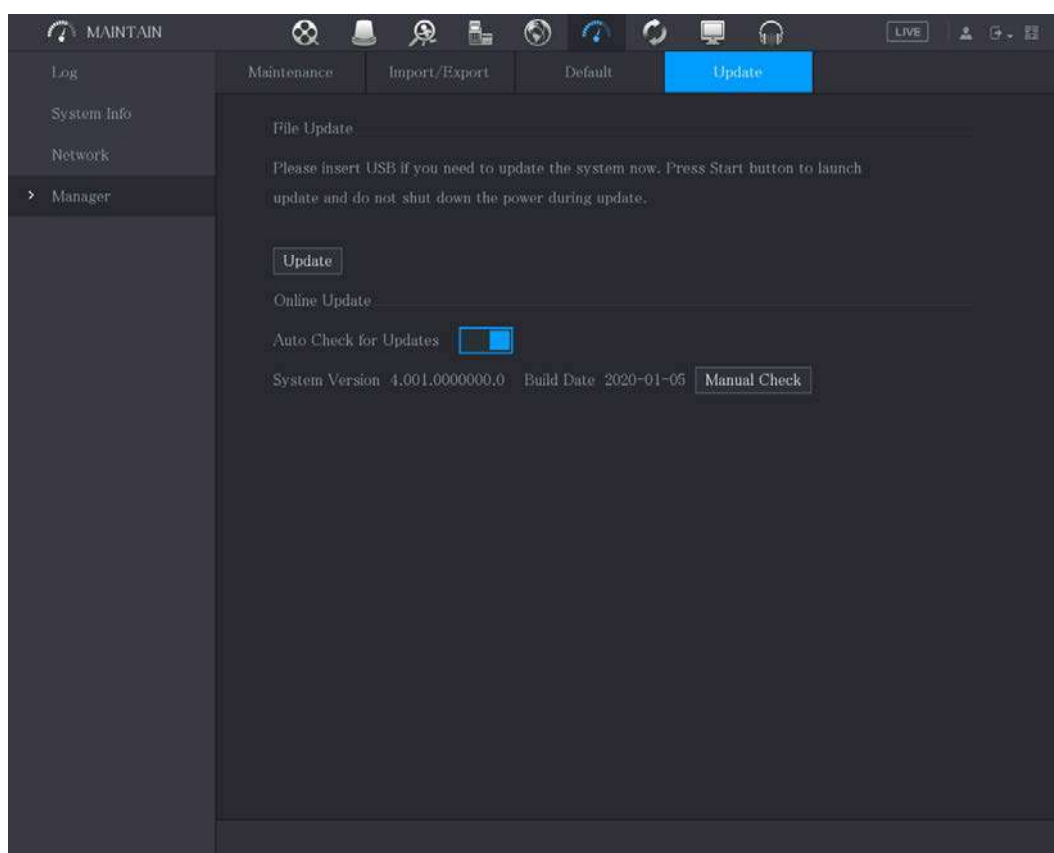 MAINTAIN
LIVE
Log
System Info
Network
Manager
Maintenance Import/Export Default Update
File Update
Please insert USB if you need to update the system now. Press Start button to launch
update and do not shut down the power during update.
Update
Online Update
Auto Check for Updates
System Version 4.001.0000000.0 Build Date 2020-01-05 Manual Check